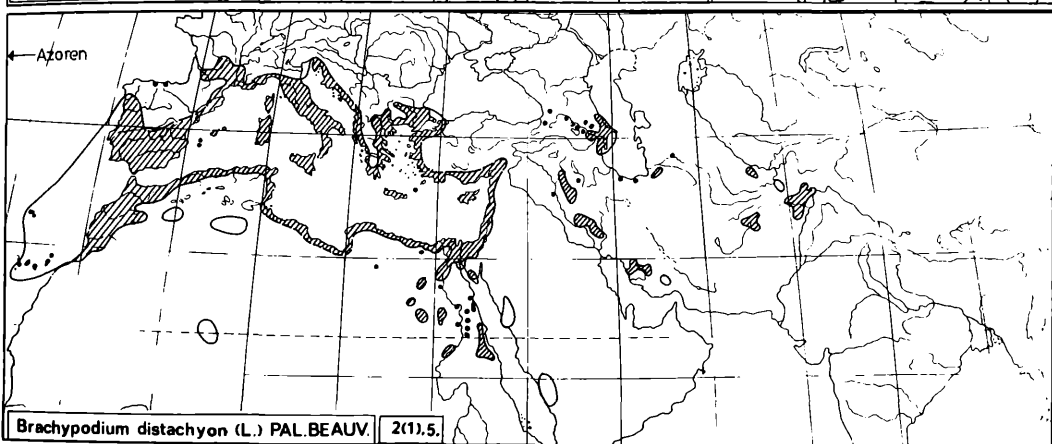 ←Azoren
Brachypodium distachyon (L.) PAL.BEAUV. 2(1).5.